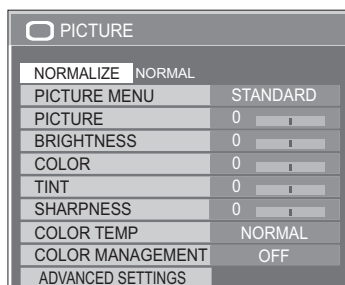 PICTURE
NORMALIZE NORMAL
PICTURE MENU STANDARD
PICTURE 0
BRIGHTNESS 0
COLOR 0
TINT 0
SHARPNESS 0
COLOR TEMP NORMAL
COLOR MANAGEMENT OFF
ADVANCED SETTINGS